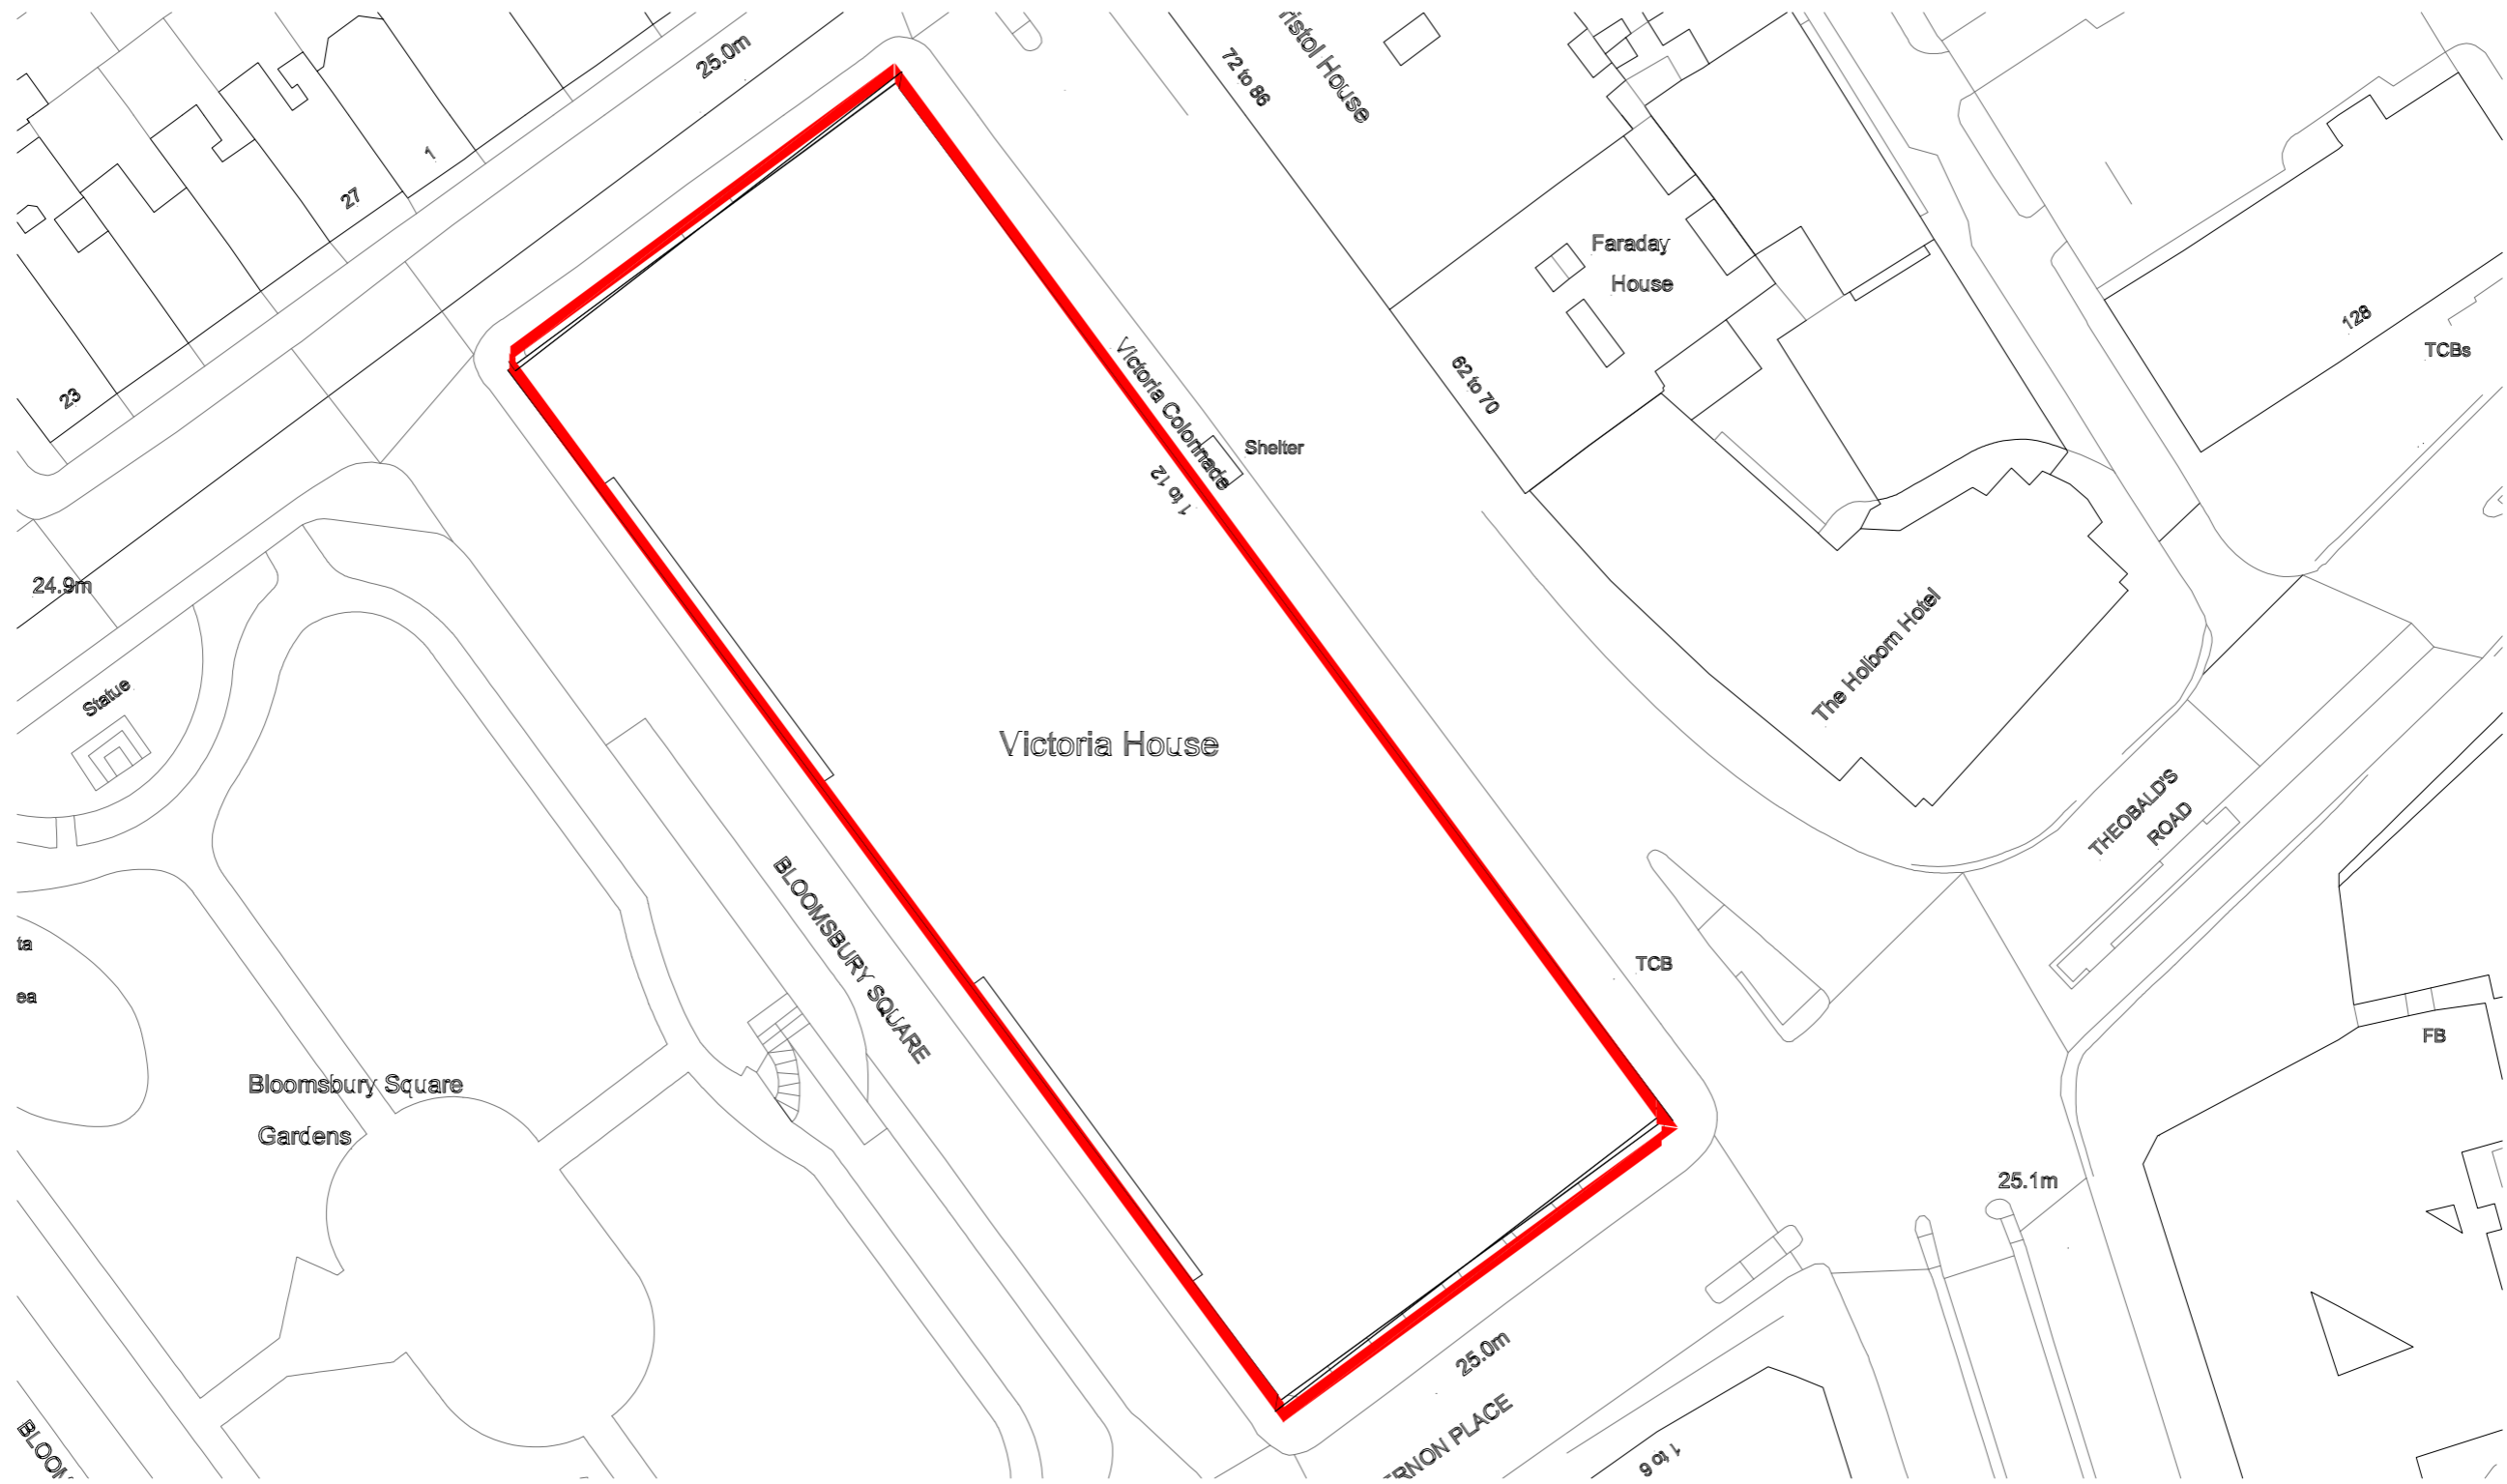 25.0m
ristol House
72 to 86
1
27
23
Faraday
House
128
TCBs
62 to 70
Victoria Colonnade
1 to 12
Shelter
24.9m
Statue
The Holborn Hotel
Victoria House
THEOBALD'S
ROAD
BLOOMSBURY SQUARE
TCB
ta
ea
FB
Bloomsbury Square
Gardens
25.1m
25.0m
ERNON PLACE
1 to 6
BLOOM